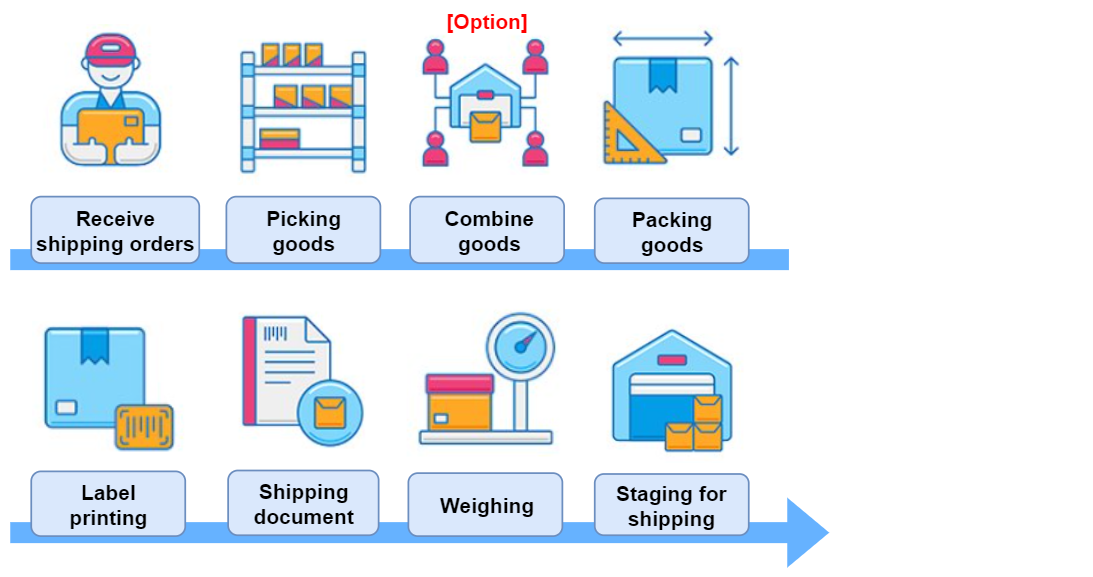 [Option]
Receive
shipping orders
Picking
goods
Combine
goods
Packing
goods
Label
printing
Shipping
document
Weighing
Staging for
shipping